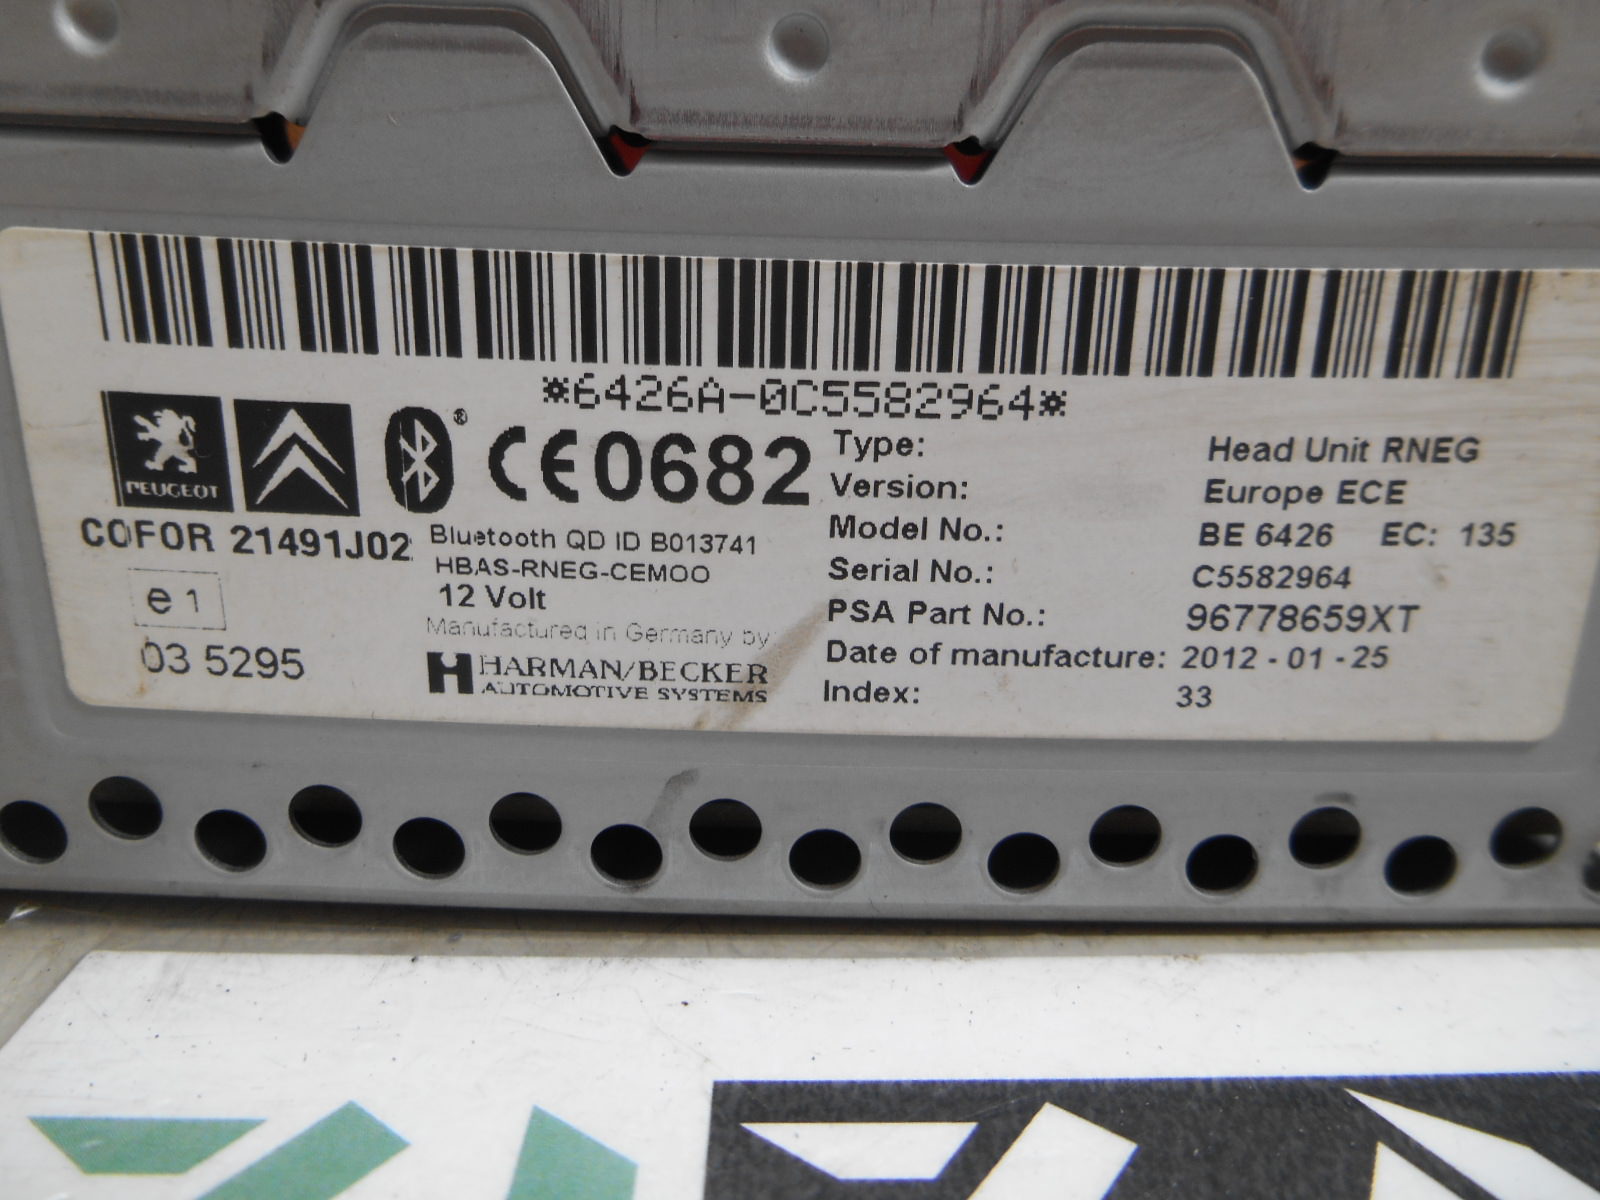 *6426A-0C5582964*
PEUGEOT
®
CE0682
COFOR 21491J02
e1
03 5295
Bluetooth QD ID B013741
HBAS-RNEG-CEMOO
12 Volt
Manufactured in Germany by:
HARMAN/BECKER
AUTOMOTIVE SYSTEMS
Type: Head Unit RNEG
Version: Europe ECE
Model No.: BE 6426 EC: 135
Serial No.: C5582964
PSA Part No.: 96778659XT
Date of manufacture: 2012-01-25
Index: 33